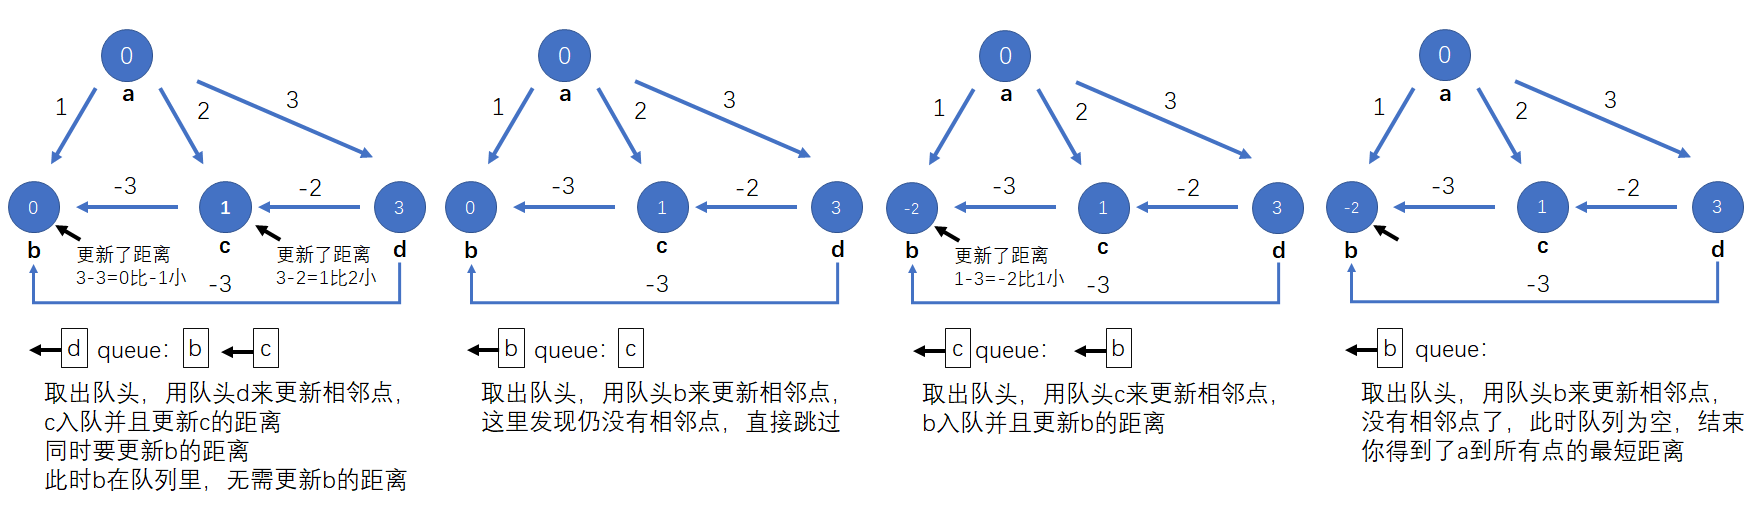 0
a
1
2
3
-3
-2
0
1
3
b
c
d
更新了距离
3-3=0比-1小
更新了距离
3-2=1比2小
-3
d queue: b c
取出队头，用队头d来更新相邻点，
c入队并且更新c的距离
同时要更新b的距离
此时b在队列里，无需更新b的距离
0
a
1
2
3
-3
-2
0
1
3
b
c
d
-3
b queue: c
取出队头，用队头b来更新相邻点，
这里发现仍没有相邻点，直接跳过
0
a
1
2
3
-3
-2
-2
1
3
b
c
d
更新了距离
1-3=-2比1小
-3
c queue: b
取出队头，用队头c来更新相邻点，
b入队并且更新b的距离
0
a
1
2
3
-3
-2
-2
1
3
b
c
d
-3
b queue:
取出队头，用队头b来更新相邻点，
没有相邻点了，此时队列为空，结束
你得到了a到所有点的最短距离